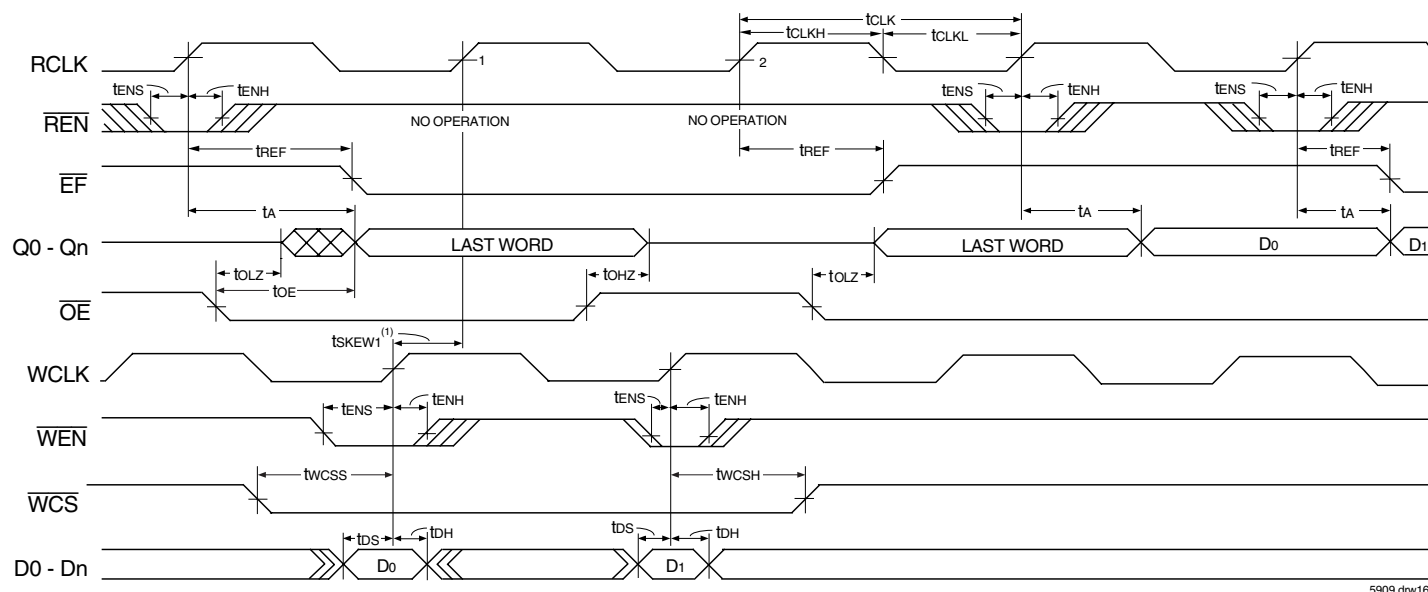 tCLK
tCLKH
tCLKL
RCLK
1
2
tENS
tENH
tENS
tENH
tENS
tENH
REN
NO OPERATION
NO OPERATION
tREF
tREF
tREF
EF
tA
tA
tA
Q0 - Qn
LAST WORD
LAST WORD
D0
D1
tOLZ
tOHZ
tOLZ
tOE
OE
tSKEW1(1)
WCLK
tENS
tENH
tENS
tENH
WEN
tWCSS
tWCSH
WCS
tDS
tDH
tDS
tDH
D0 - Dn
D0
D1
5909 drw16